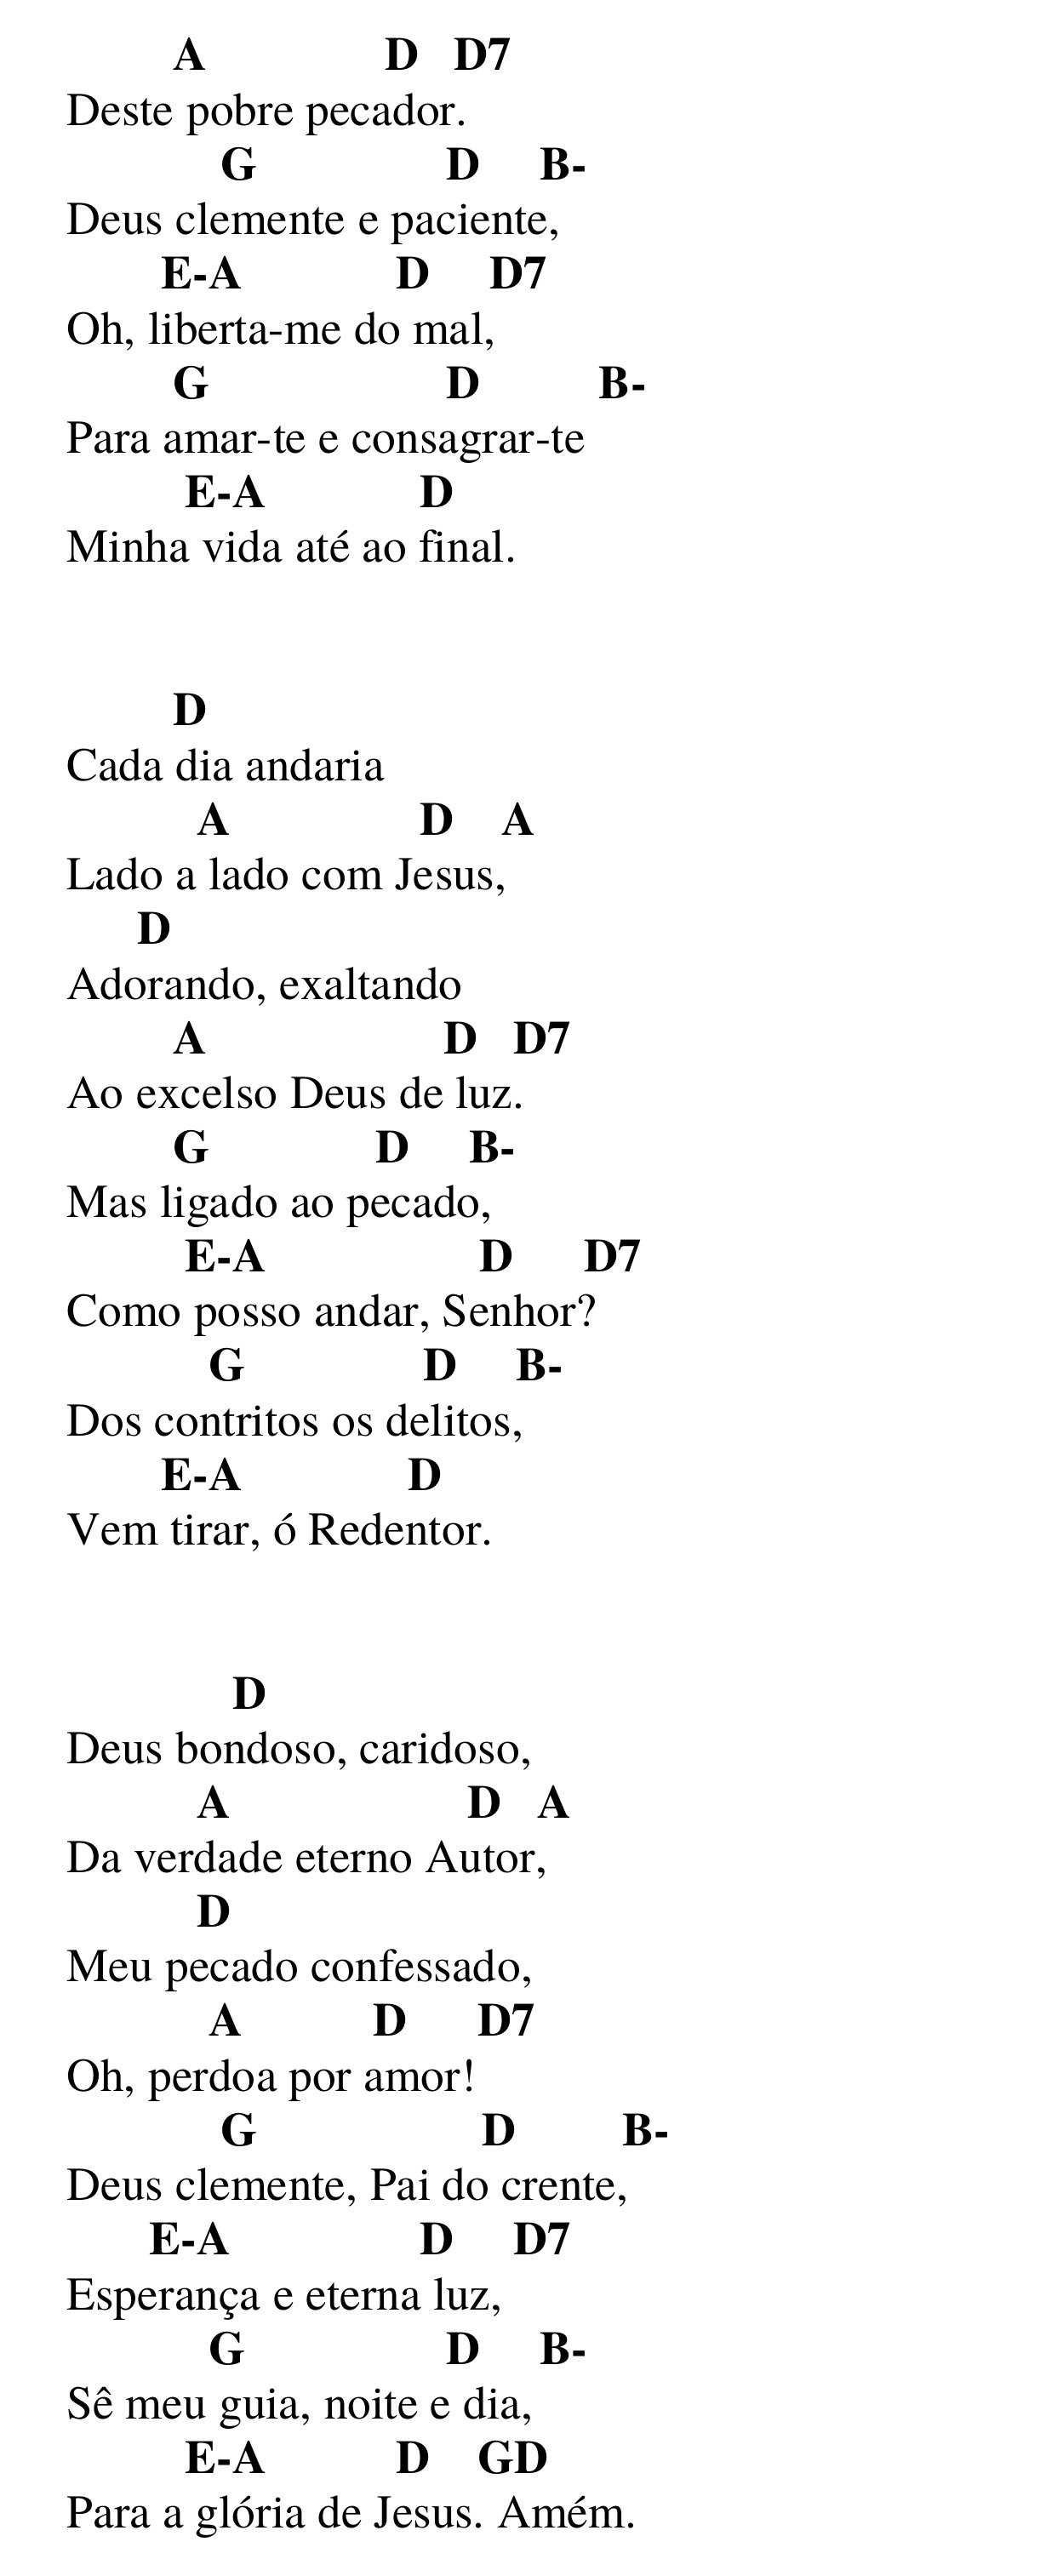 A D D7
Deste pobre pecador.
G D B-
Deus clemente e paciente,
E-A D D7
Oh, liberta-me do mal,
G D B-
Para amar-te e consagrar-te
E-A D
Minha vida até ao final.
D
Cada dia andaria
A D A
Lado a lado com Jesus,
D
Adorando, exaltando
A D D7
Ao excelso Deus de luz.
G D B-
Mas ligado ao pecado,
E-A D D7
Como posso andar, Senhor?
G D B-
Dos contritos os delitos,
E-A D
Vem tirar, ó Redentor.
D
Deus bondoso, caridoso,
A D A
Da verdade eterno Autor,
D
Meu pecado confessado,
A D D7
Oh, perdoa por amor!
G D B-
Deus clemente, Pai do crente,
E-A D D7
Esperança e eterna luz,
G D B-
Sê meu guia, noite e dia,
E-A D GD
Para a glória de Jesus. Amém.